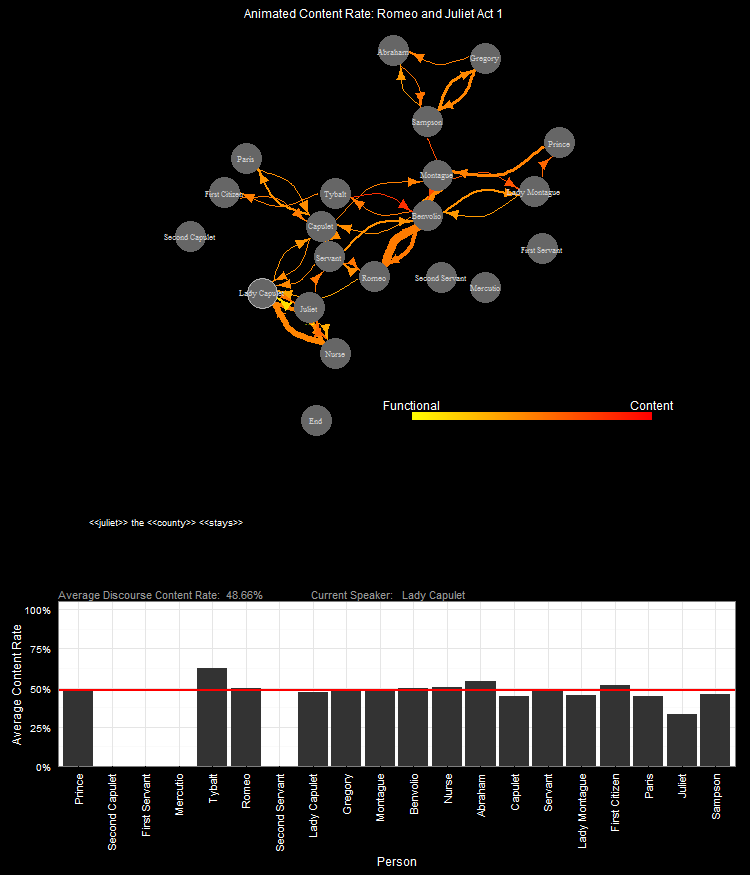 Animated Content Rate: Romeo and Juliet Act 1
Abraham
Gregory
Sampson
Prince
Paris
Montague
First Citizen
Tybalt
Lady Montague
Benvolio
Capulet
Second Capulet
First Servant
Servant
Romeo
Second Servant
Mercutio
Lady Capulet
Juliet
Nurse
Functional Content
End
<<juliet>> the <<county>> <<stays>>
Average Discourse Content Rate: 48.66% Current Speaker: Lady Capulet
100%
75%
50%
25%
0%
Average Content Rate
Prince
Second Capulet
First Servant
Mercutio
Tybalt
Romeo
Second Servant
Lady Capulet
Gregory
Montague
Benvolio
Nurse
Abraham
Capulet
Servant
Lady Montague
First Citizen
Paris
Juliet
Sampson
Person